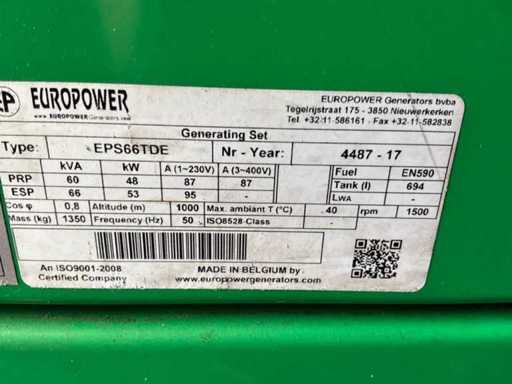 EP EUROPOWER
www.EUROPOWERGenerators.com
EUROPOWER Generators bvba
Tegelrijstraat 175 - 3850 Nieuwerkerken
Tel. +32-11-586161 - Fax +32-11-582838
Generating Set
Type: EPS66TDE Nr - Year: 4487 - 17
kVA kW A (1~230V) A (3~400V) Fuel EN590
PRP 60 48 87 87 Tank (l) 694
ESP 66 53 95 LWA -
Cos φ 0,8 Altitude (m) 1000 Max. ambiant T (°C) 40 rpm 1500
Mass (kg) 1350 Frequency (Hz) 50 ISO8528-Class
An ISO9001-2008
Certified Company
MADE IN BELGIUM by
www.europowergenerators.com